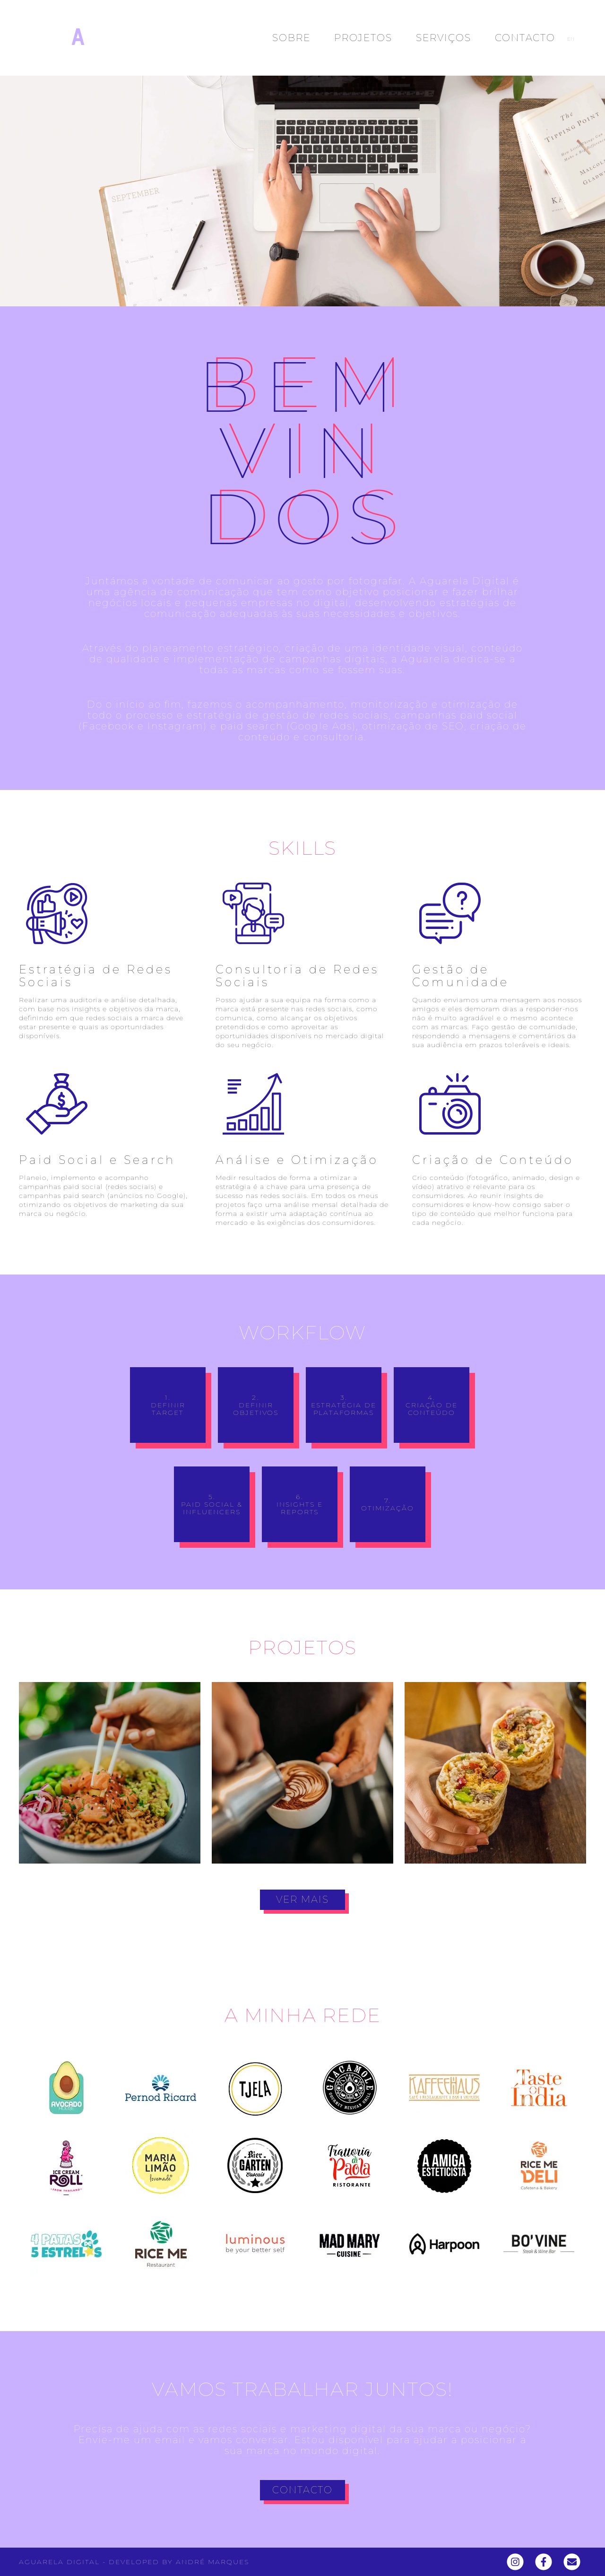 A
SOBRE PROJETOS SERVIÇOS CONTACTO
SEPTEMBER
The
TIPPING POINT
BEM
VIN
DOS
Juntámos a vontade de comunicar ao gosto por fotografar. A Aguarela Digital é
uma agência de comunicação que tem como objetivo posicionar e fazer brilhar
negócios locais e pequenas empresas no digital, desenvolvendo estratégias de
comunicação adequadas às suas necessidades e objetivos.
Através do planeamento estratégico, criação de uma identidade visual, conteúdo
de qualidade e implementação de campanhas digitais, a Aguarela dedica-se a
todas as marcas como se fossem suas.
Do o início ao fim, fazemos o acompanhamento, monitorização e otimização de
todo o processo e estratégia de gestão de redes sociais, campanhas paid social
(Facebook e Instagram) e paid search (Google Ads), otimização de SEO, criação de
conteúdo e consultoria.
SKILLS
Estratégia de Redes
Sociais
Realizar uma auditoria e análise detalhada,
com base nos insights e objetivos da marca,
definindo em que redes sociais a marca deve
estar presente e quais as oportunidades
disponíveis.
Consultoria de Redes
Sociais
Posso ajudar a sua equipa na forma como a
marca está presente nas redes sociais, como
comunica, como alcançar os objetivos
pretendidos e como aproveitar as
oportunidades disponíveis no mercado digital
do seu negócio.
Gestão de
Comunidade
Quando enviamos uma mensagem aos nossos
amigos e eles demoram dias a responder-nos
não é muito agradável e o mesmo acontece
com as marcas. Faço gestão de comunidade,
respondendo a mensagens e comentários da
sua audiência em prazos toleráveis e ideais.
Paid Social e Search
Planeio, implemento e acompanho
campanhas paid social (redes sociais) e
campanhas paid search (anúncios no Google),
otimizando os objetivos de marketing da sua
marca ou negócio.
Análise e Otimização
Medir resultados de forma a otimizar a
estratégia é a chave para uma presença de
sucesso nas redes sociais. Em todos os meus
projetos faço uma análise mensal detalhada de
forma a existir uma adaptação contínua ao
mercado e às exigências dos consumidores.
Criação de Conteúdo
Crio conteúdo (fotográfico, animado, design e
vídeo) atrativo e relevante para os
consumidores. Ao reunir insights de
consumidores e know-how consigo saber o
tipo de conteúdo que melhor funciona para
cada negócio.
WORKFLOW
1.
DEFINIR
TARGET
2.
DEFINIR
OBJETIVOS
3.
ESTRATÉGIA DE
PLATAFORMAS
4.
CRIAÇÃO DE
CONTEÚDO
5.
PAID SOCIAL &
INFLUENCERS
6.
INSIGHTS E
REPORTS
7.
OTIMIZAÇÃO
PROJETOS
VER MAIS
A MINHA REDE
AVOCADO
Pernod Ricard
TJELA
GUACAMOLE
GOURMET MEXICAN GRILL
KAFFEEHAUS
Taste
OF
India
ICE CREAM
ROLL
MARIA
LIMÃO
limonada
Bier
GARTEN
Cascais
Trattoria
da Paola
RISTORANTE
A AMIGA
ESTETICISTA
RICE ME
DELI
Cafeteria & Bakery
4 PATAS
5 ESTRELAS
RICE ME
Restaurant
luminous
be your better self
MAD MARY
CUISINE
Harpoon
BO'VINE
Steak & Wine Bar
VAMOS TRABALHAR JUNTOS!
Precisa de ajuda com as redes sociais e marketing digital da sua marca ou negócio?
Envie-me um email e vamos conversar. Estou disponível para ajudar a posicionar a
sua marca no mundo digital.
CONTACTO
AGUARELA DIGITAL - DEVELOPED BY ANDRÉ MARQUES